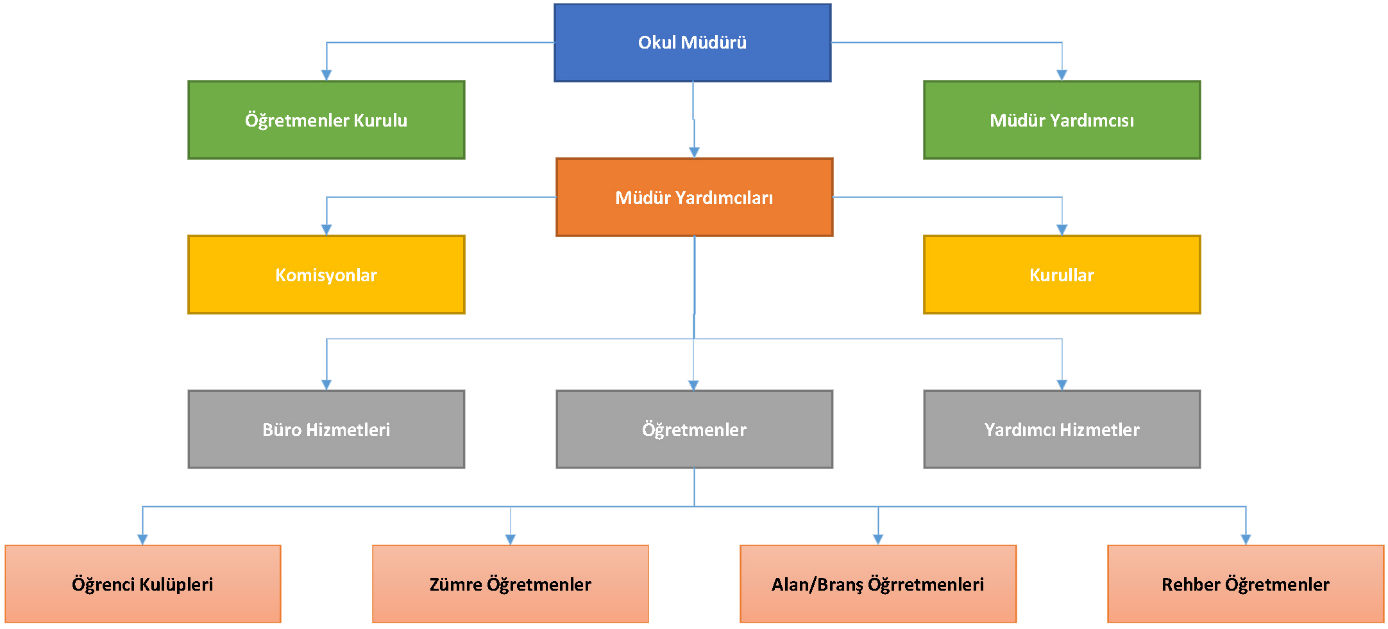 Okul Müdürü
Öğretmenler Kurulu
Müdür Yardımcısı
Müdür Yardımcıları
Komisyonlar
Kurullar
Büro Hizmetleri
Öğretmenler
Yardımcı Hizmetler
Öğrenci Kulüpleri
Zümre Öğretmenler
Alan/Branş Öğrretmenleri
Rehber Öğretmenler